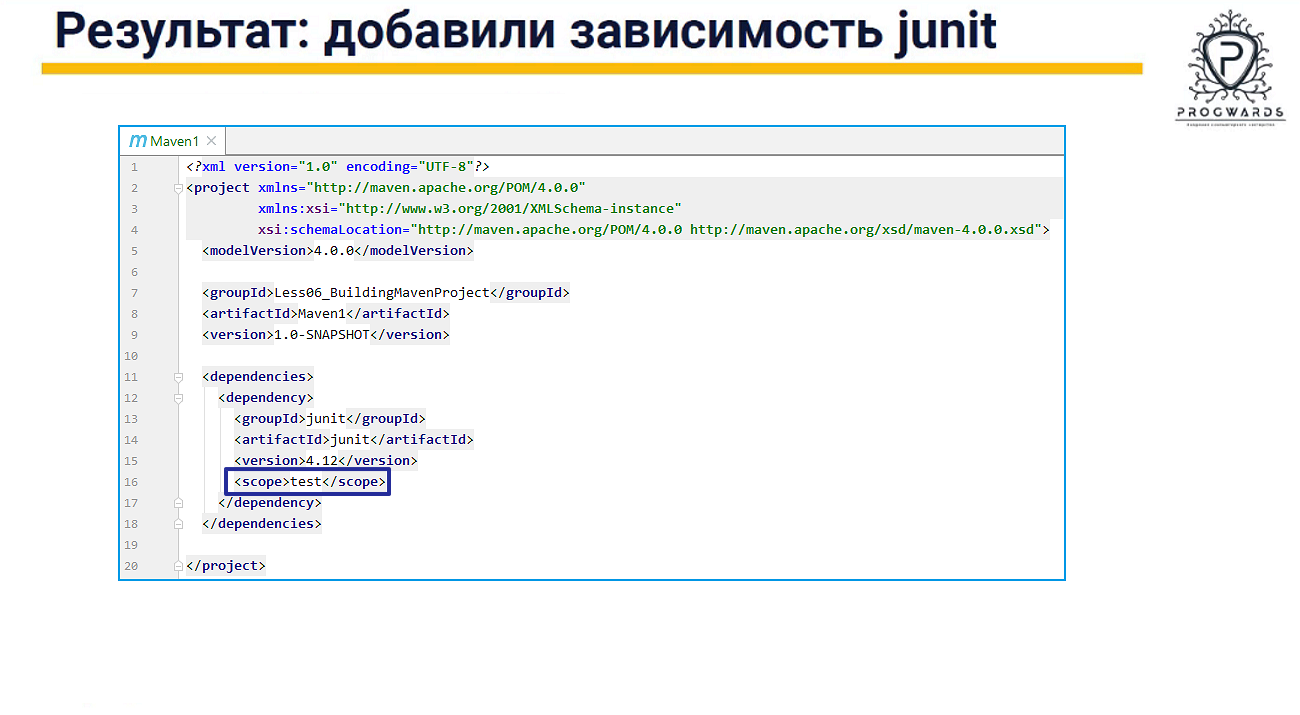 Результат: добавили зависимость junit
PROGWARDS
Maven1
1 <?xml version="1.0" encoding="UTF-8"?>
2 <project xmlns="http://maven.apache.org/POM/4.0.0"
3 xmlns:xsi="http://www.w3.org/2001/XMLSchema-instance"
4 xsi:schemaLocation="http://maven.apache.org/POM/4.0.0 http://maven.apache.org/xsd/maven-4.0.0.xsd">
5 <modelVersion>4.0.0</modelVersion>
6
7 <groupId>Less06_BuildingMavenProject</groupId>
8 <artifactId>Maven1</artifactId>
9 <version>1.0-SNAPSHOT</version>
10
11 <dependencies>
12 <dependency>
13 <groupId>junit</groupId>
14 <artifactId>junit</artifactId>
15 <version>4.12</version>
16 <scope>test</scope>
17 </dependency>
18 </dependencies>
19
20 </project>